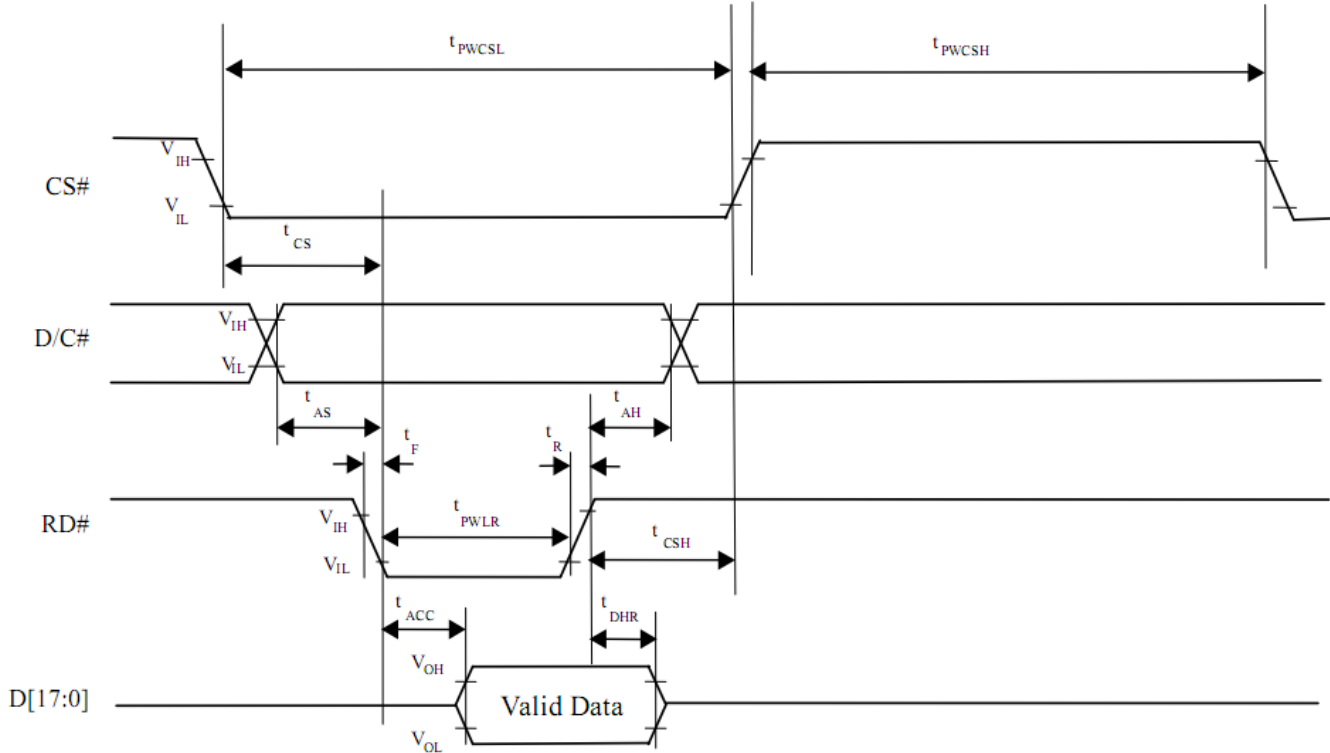 tPWCSL
tPWCSH
VIH
CS#
VIL
tCS
VIH
D/C#
VIL
tAS
tAH
tF
tR
RD#
VIH
tPWLR
tCSH
VIL
tACC
tDHR
VOH
D[17:0]
Valid Data
VOL